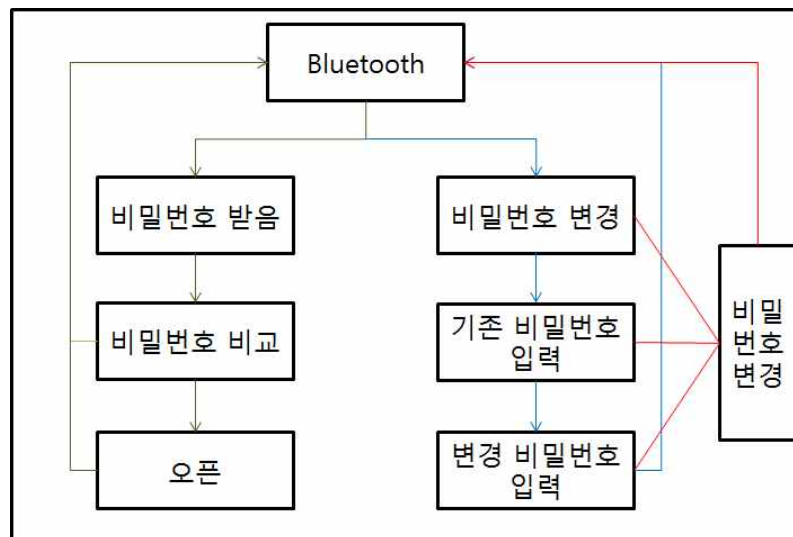 Bluetooth
비밀번호 받음
비밀번호 변경
비밀번호 비교
기존 비밀번호
입력
비밀
번호
변경
오픈
변경 비밀번호
입력